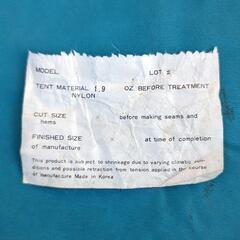 MODEL LOT #
TENT MATERIAL 1.9 OZ BEFORE TREATMENT
NYLON
CUT SIZE before making seams and
hems
FINISHED SIZE at time of completion
of manufacture
This product is subject to shrinkage due to varying climatic con-
ditions and possible retraction from tension applied in the course
of manufacture Made in Korea